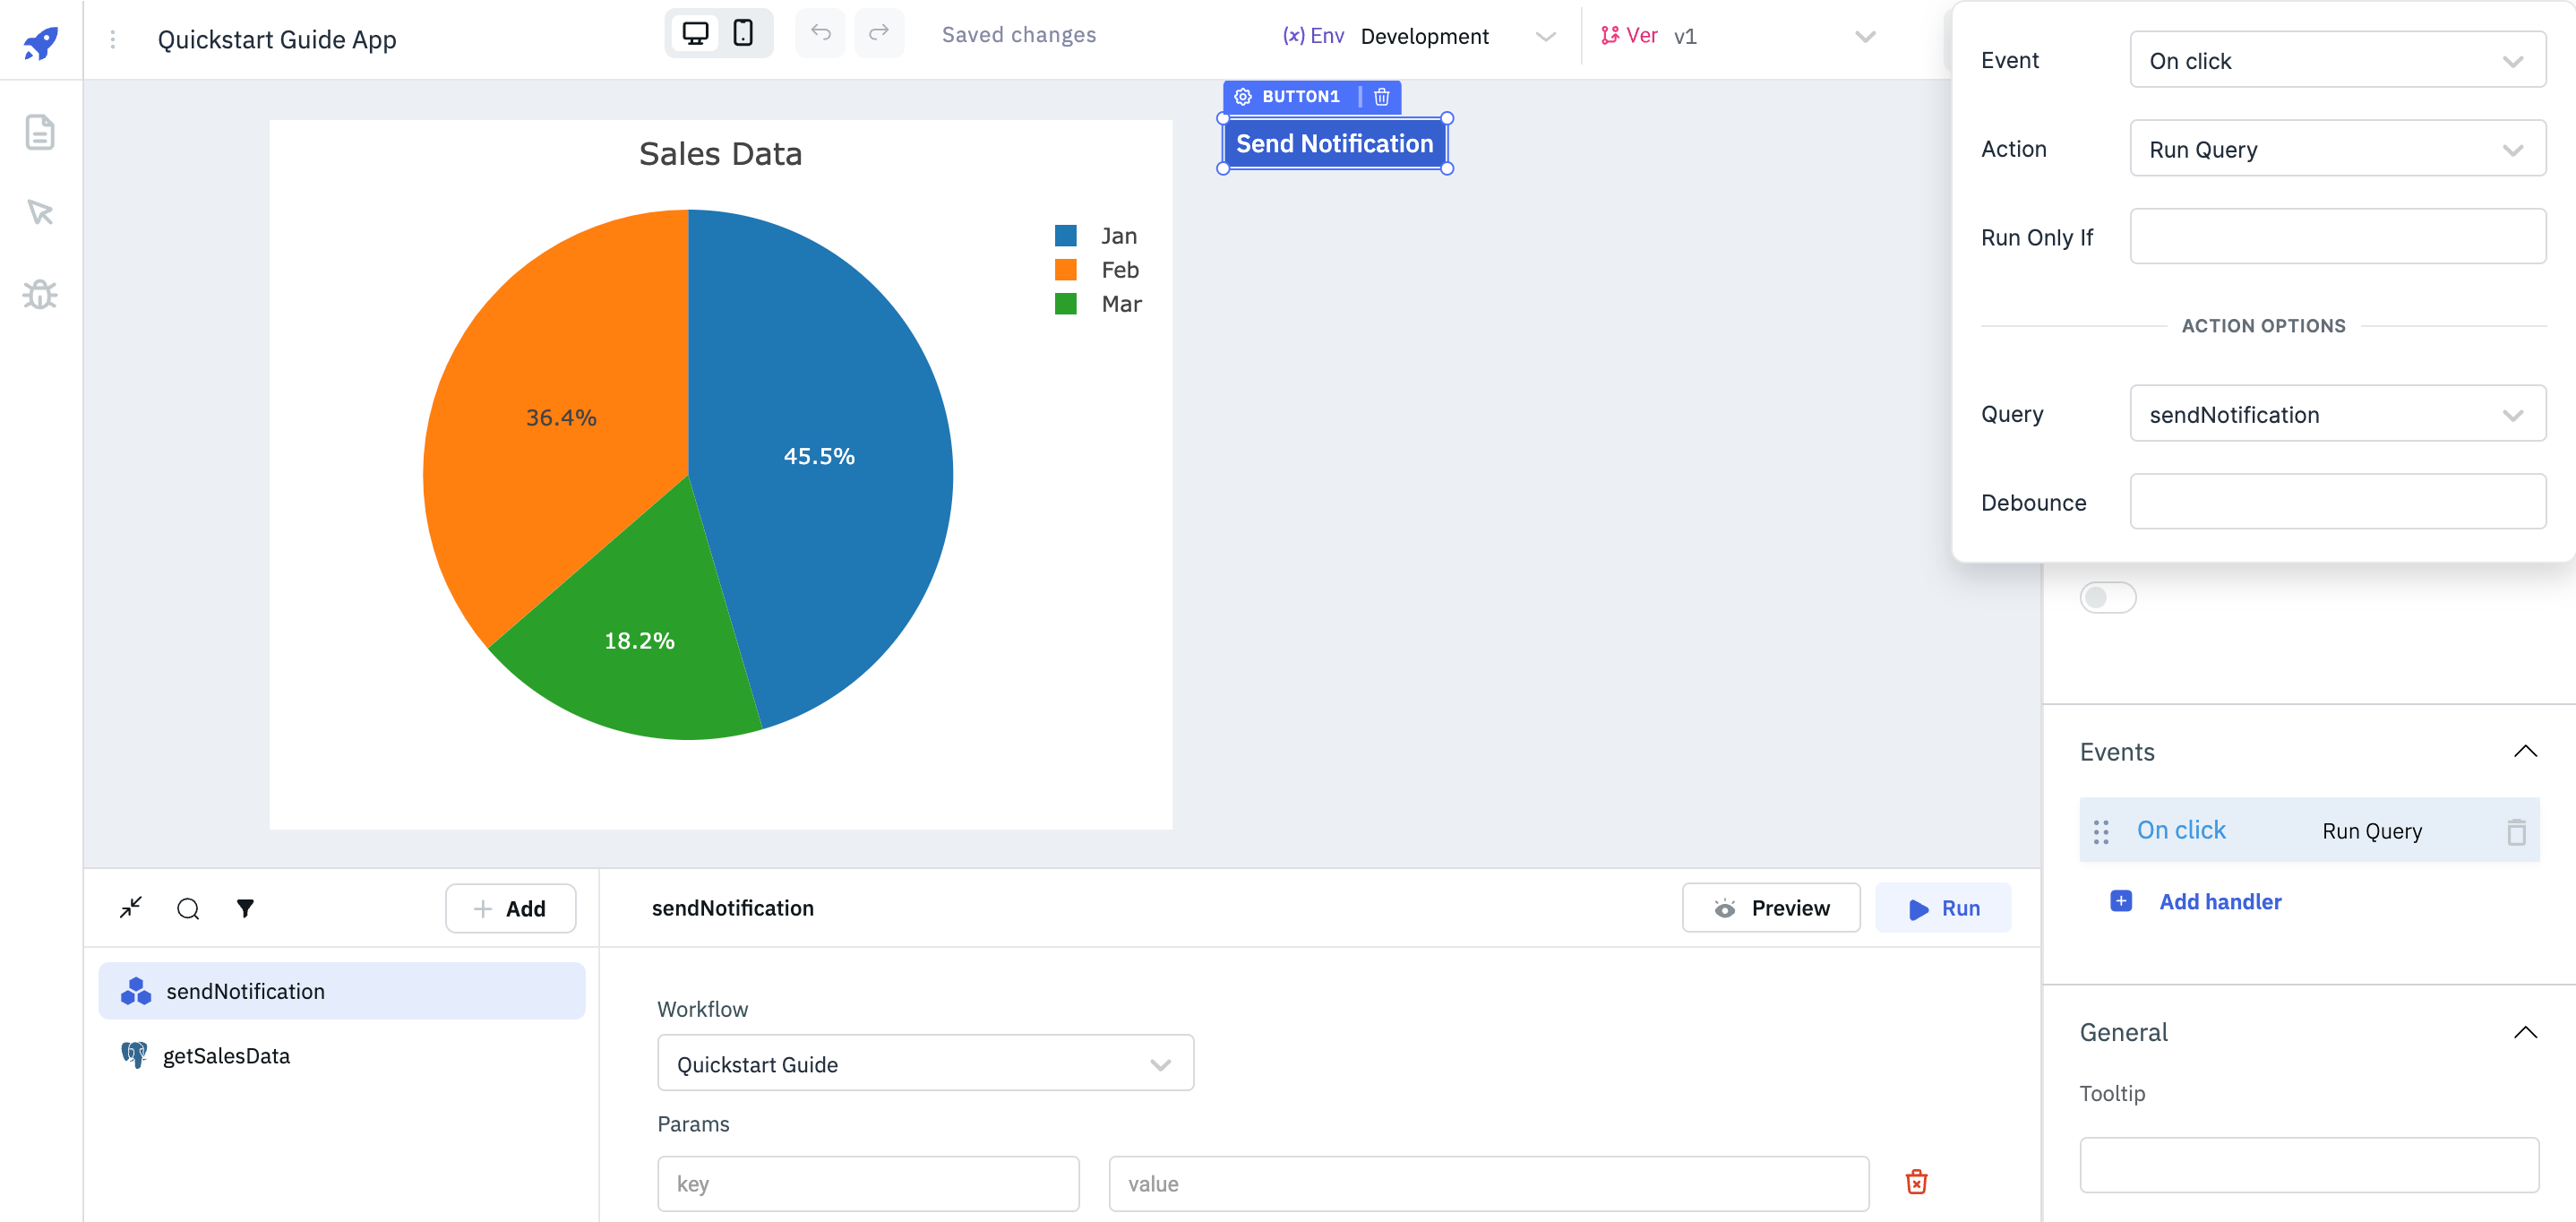 Quickstart Guide App
Saved changes
(x) Env Development
Ver v1
BUTTON1
Send Notification
Sales Data
Jan
Feb
Mar
36.4%
45.5%
18.2%
Event On click
Action Run Query
Run Only If
ACTION OPTIONS
Query sendNotification
Debounce
Events
On click Run Query
+ Add handler
General
Tooltip
+ Add
sendNotification
getSalesData
sendNotification
Preview
Run
Workflow
Quickstart Guide
Params
key value